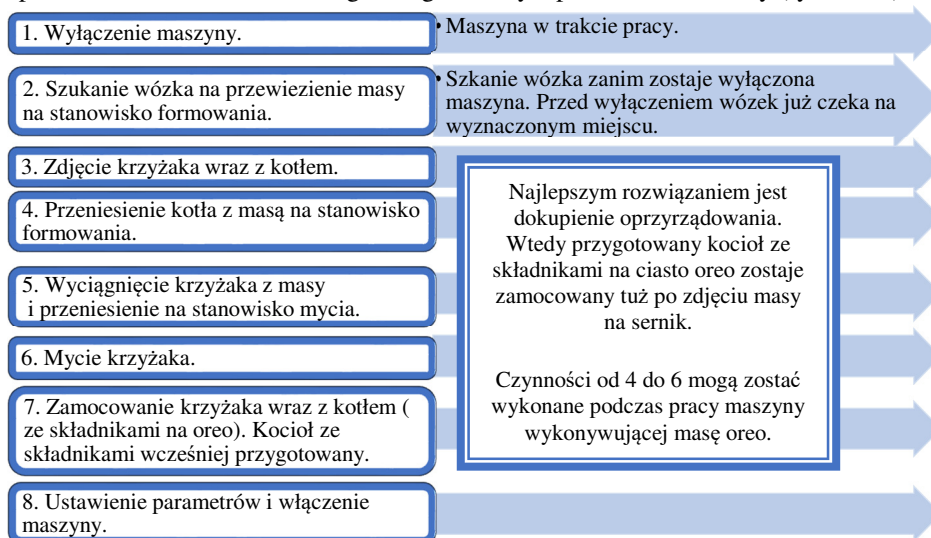 1. Wyłączenie maszyny.
• Maszyna w trakcie pracy.
2. Szukanie wózka na przewiezienie masy
na stanowisko formowania.
• Szkanie wózka zanim zostaje wyłączona
maszyna. Przed wyłączeniem wózek już czeka na
wyznaczonym miejscu.
3. Zdjęcie krzyżaka wraz z kotłem.
4. Przeniesienie kotła z masą na stanowisko
formowania.
5. Wyciągnięcie krzyżaka z masy
i przeniesienie na stanowisko mycia.
6. Mycie krzyżaka.
7. Zamocowanie krzyżaka wraz z kotłem (
ze składnikami na oreo). Kocioł ze
składnikami wcześniej przygotowany.
8. Ustawienie parametrów i włączenie
maszyny.
Najlepszym rozwiązaniem jest
dokupienie oprzyrządowania.
Wtedy przygotowany kocioł ze
składnikami na ciasto oreo zostaje
zamocowany tuż po zdjęciu masy
na sernik.
Czynności od 4 do 6 mogą zostać
wykonane podczas pracy maszyny
wykonywującej masę oreo.